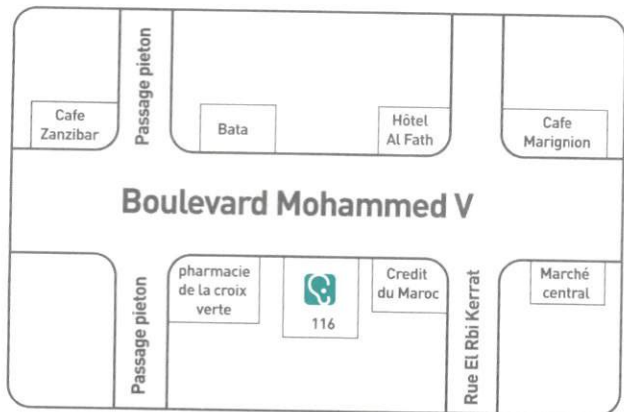 Passage pieton
Cafe
Zanzibar
Bata
Hôtel
Al Fath
Cafe
Marignion
Boulevard Mohammed V
Passage pieton
pharmacie
de la croix
verte
116
Credit
du Maroc
Rue El Rbi Kerrat
Marché
central